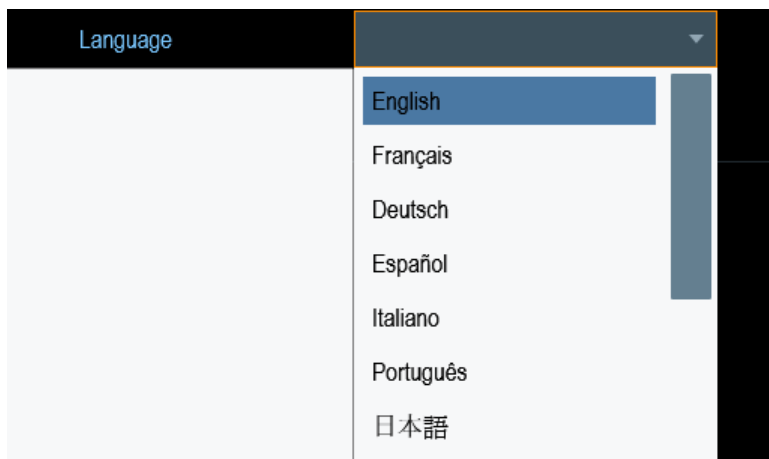 Language
English
Français
Deutsch
Español
Italiano
Português
日本語